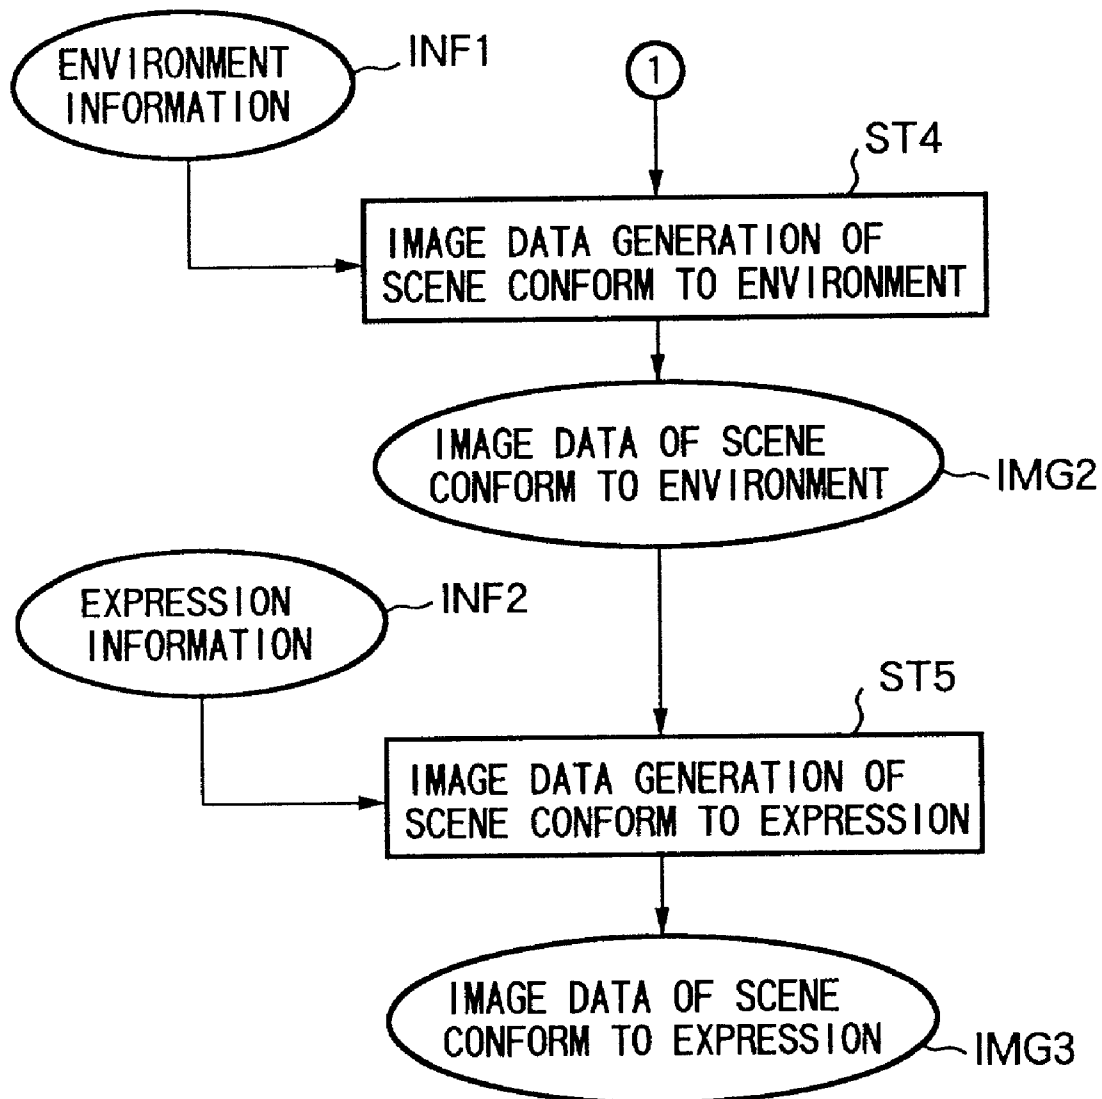 ENVIRONMENT
INFORMATION
INF1
1
ST4
IMAGE DATA GENERATION OF
SCENE CONFORM TO ENVIRONMENT
IMAGE DATA OF SCENE
CONFORM TO ENVIRONMENT
IMG2
EXPRESSION
INFORMATION
INF2
ST5
IMAGE DATA GENERATION OF
SCENE CONFORM TO EXPRESSION
IMAGE DATA OF SCENE
CONFORM TO EXPRESSION
IMG3